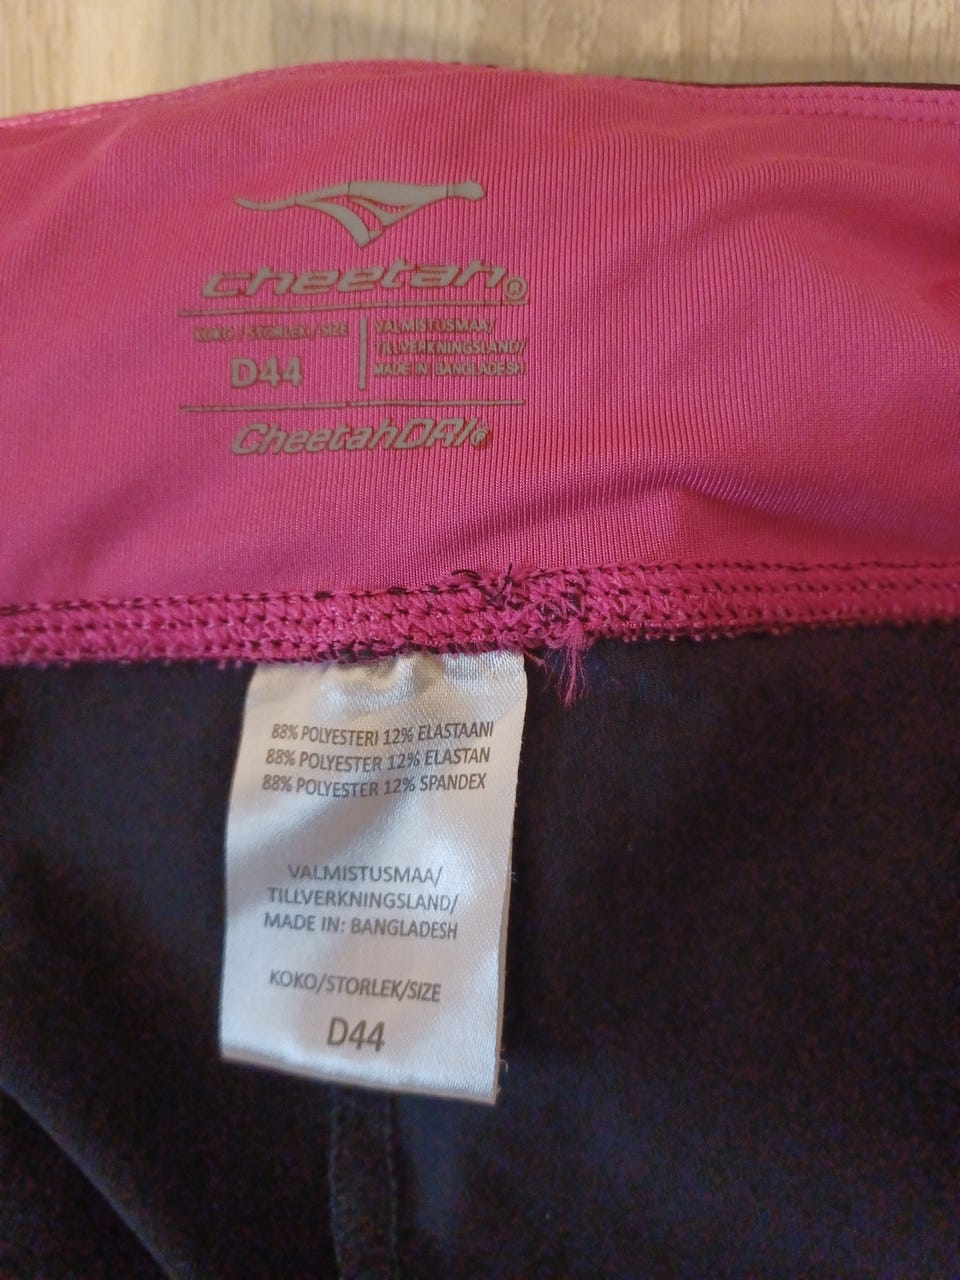 cheetah®
KOKO / STORLEK / SIZE
D44
VALMISTUSMAA/
TILLVERKNINGSLAND/
MADE IN BANGLADESH
CheetahDRI
88% POLYESTERI 12% ELASTAANI
88% POLYESTER 12% ELASTAN
88% POLYESTER 12% SPANDEX
VALMISTUSMAA/
TILLVERKNINGSLAND/
MADE IN: BANGLADESH
KOKO/STORLEK/SIZE
D44